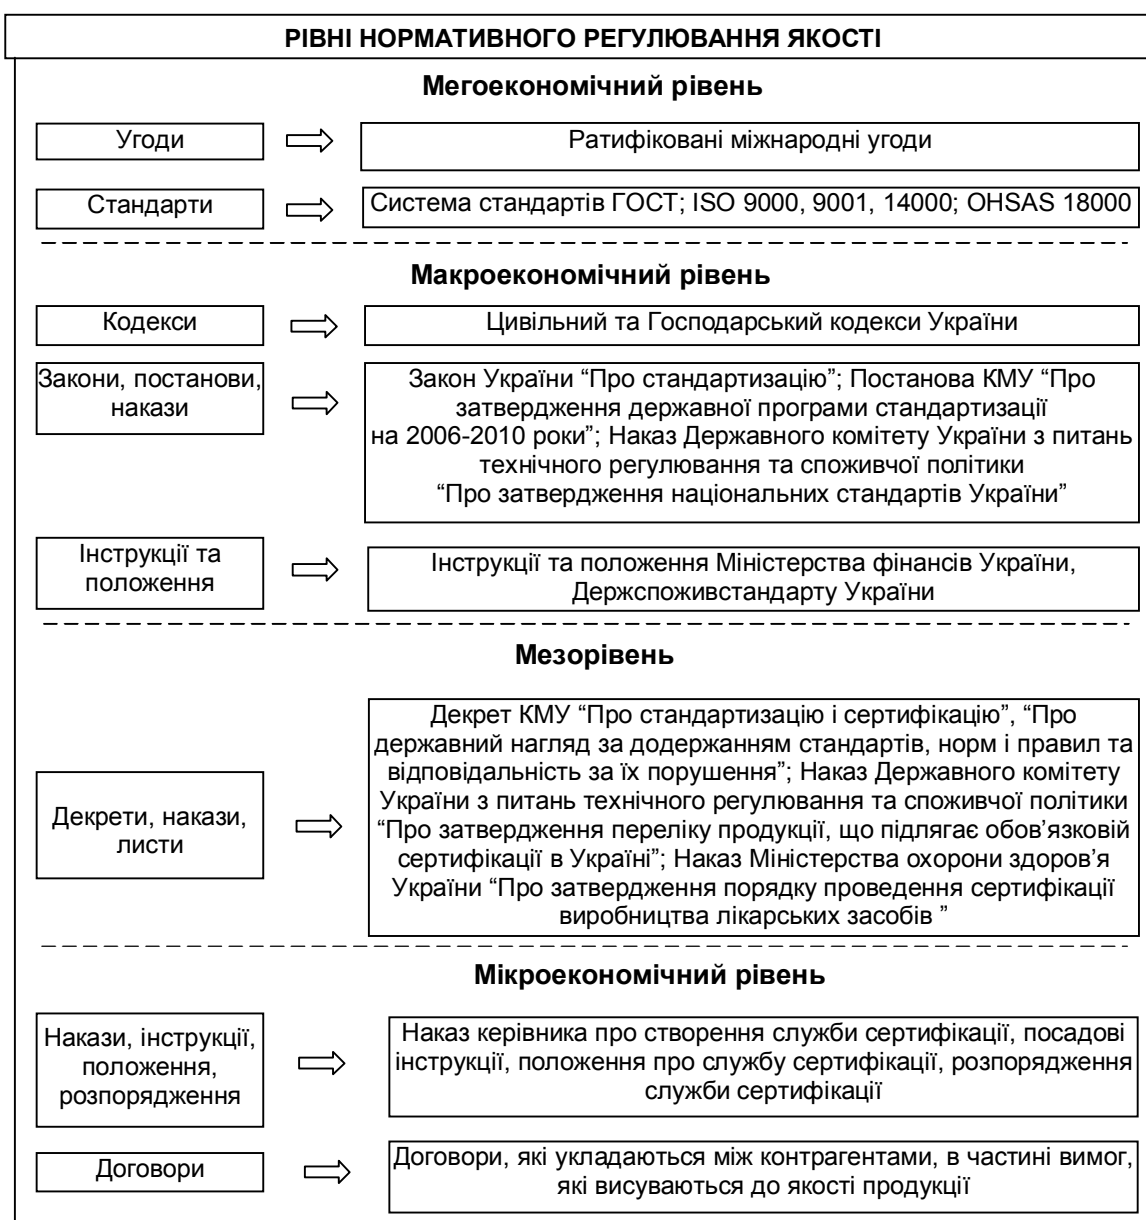 РІВНІ НОРМАТИВНОГО РЕГУЛЮВАННЯ ЯКОСТІ
Мегоекономічний рівень
Угоди
Ратифіковані міжнародні угоди
Стандарти
Система стандартів ГОСТ; ISO 9000, 9001, 14000; OHSAS 18000
Макроекономічний рівень
Кодекси
Цивільний та Господарський кодекси України
Закони, постанови,
накази
Закон України “Про стандартизацію”; Постанова КМУ “Про
затвердження державної програми стандартизації
на 2006-2010 роки”; Наказ Державного комітету України з питань
технічного регулювання та споживчої політики
“Про затвердження національних стандартів України”
Інструкції та
положення
Інструкції та положення Міністерства фінансів України,
Держспоживстандарту України
Мезорівень
Декрети, накази,
листи
Декрет КМУ “Про стандартизацію і сертифікацію”, “Про
державний нагляд за додержанням стандартів, норм і правил та
відповідальність за їх порушення”; Наказ Державного комітету
України з питань технічного регулювання та споживчої політики
“Про затвердження переліку продукції, що підлягає обов’язковій
сертифікації в Україні”; Наказ Міністерства охорони здоров’я
України “Про затвердження порядку проведення сертифікації
виробництва лікарських засобів ”
Мікроекономічний рівень
Накази, інструкції,
положення,
розпорядження
Наказ керівника про створення служби сертифікації, посадові
інструкції, положення про службу сертифікації, розпорядження
служби сертифікації
Договори
Договори, які укладаються між контрагентами, в частині вимог,
які висуваються до якості продукції